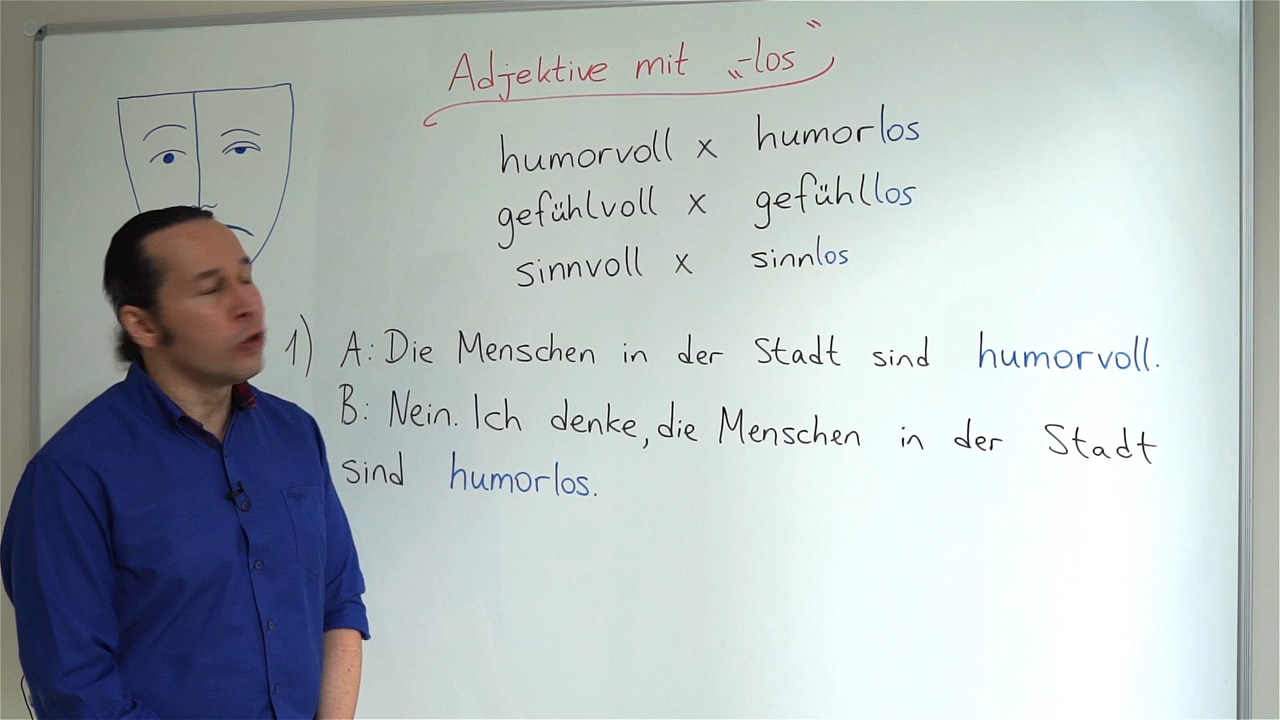 Adjektive mit „-los“
humorvoll x humorlos
gefühlvoll x gefühllos
sinnvoll x sinnlos
1) A: Die Menschen in der Stadt sind humorvoll.
B: Nein. Ich denke, die Menschen in der Stadt
sind humorlos.